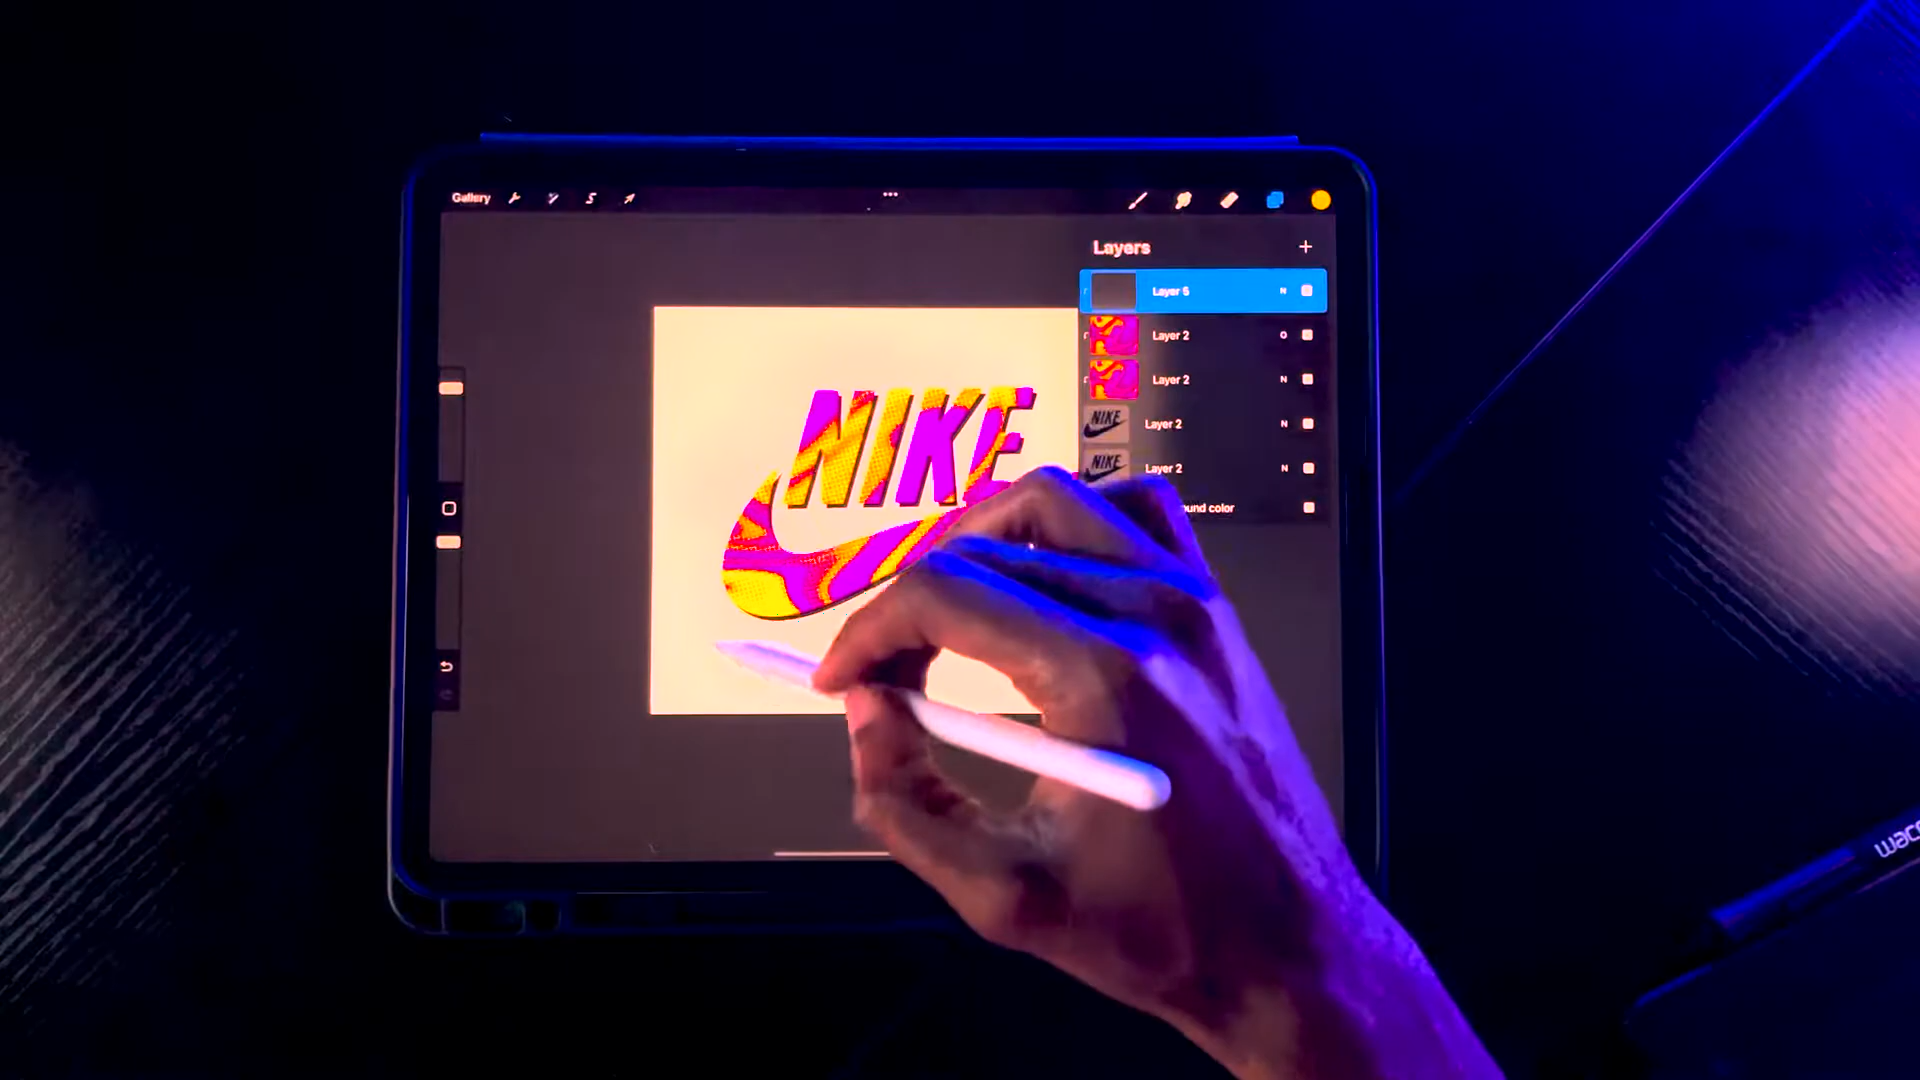 Gallery
Layers
Layer 5 N
Layer 2 O
Layer 2 N
NIKE Layer 2 N
NIKE Layer 2 N
und color
NIKE
wac